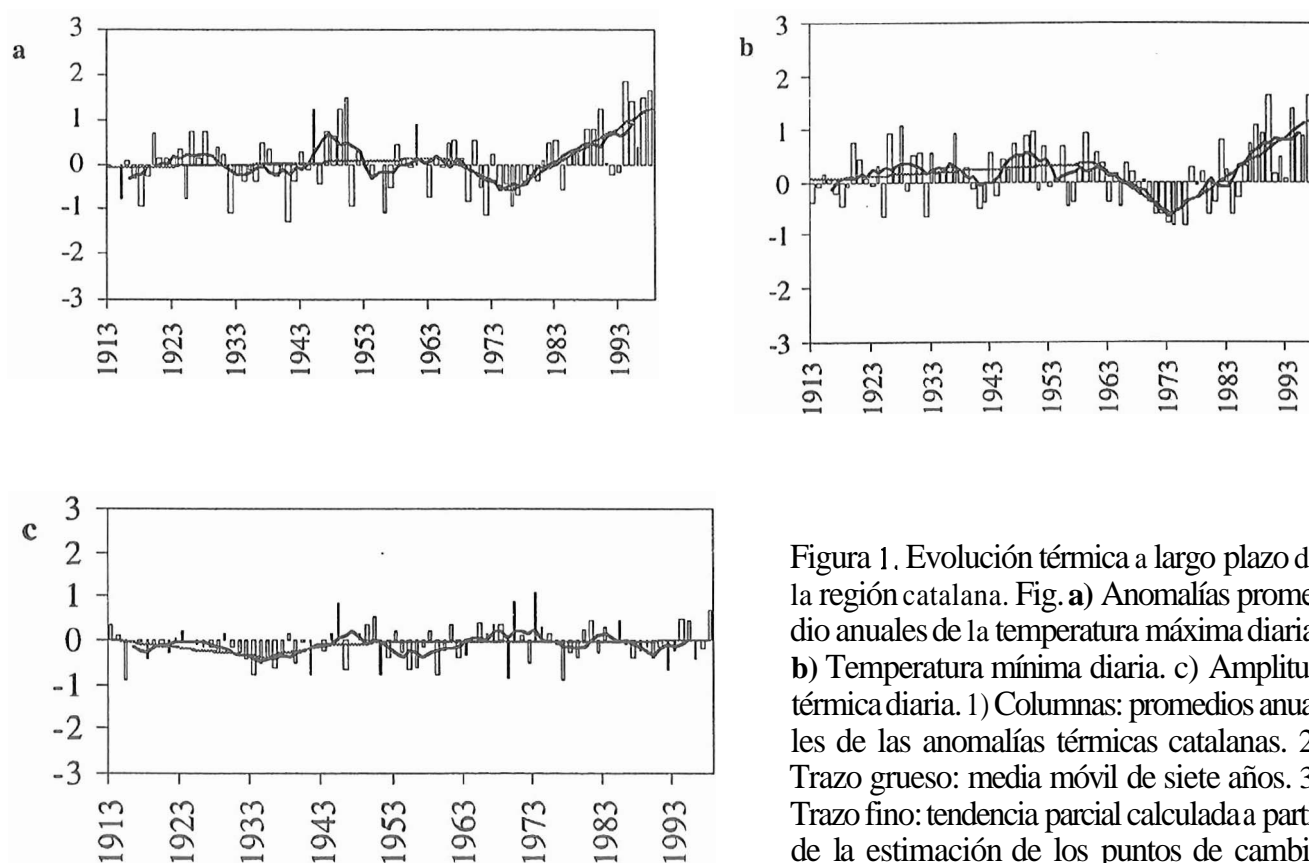 a
3
2
1
0
-1
-2
-3
1913 1923 1933 1943 1953 1963 1973 1983 1993
b
3
2
1
0
-1
-2
-3
1913 1923 1933 1943 1953 1963 1973 1983 1993
c
3
2
1
0
-1
-2
-3
1913 1923 1933 1943 1953 1963 1973 1983 1993
Figura 1. Evolución térmica a largo plazo d
la región catalana. Fig. a) Anomalías prome
dio anuales de la temperatura máxima diaria
b) Temperatura mínima diaria. c) Amplitu
térmica diaria. 1) Columnas: promedios anua
les de las anomalías térmicas catalanas. 2
Trazo grueso: media móvil de siete años. 3
Trazo fino: tendencia parcial calculada a parti
de la estimación de los puntos de cambi